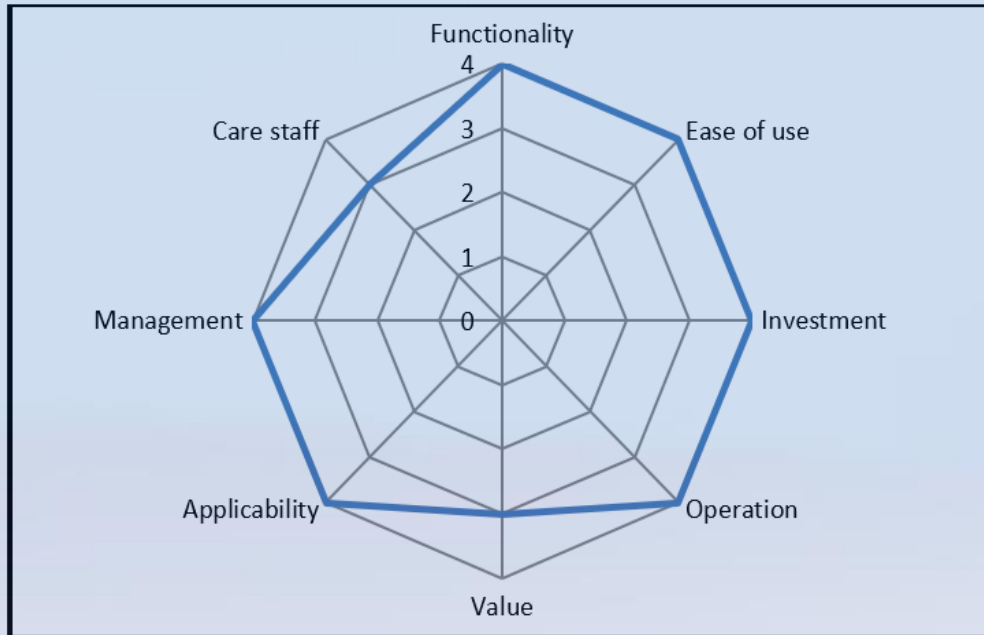 Functionality
4
Care staff
Ease of use
3
2
1
Management
0
Investment
Applicability
Operation
Value